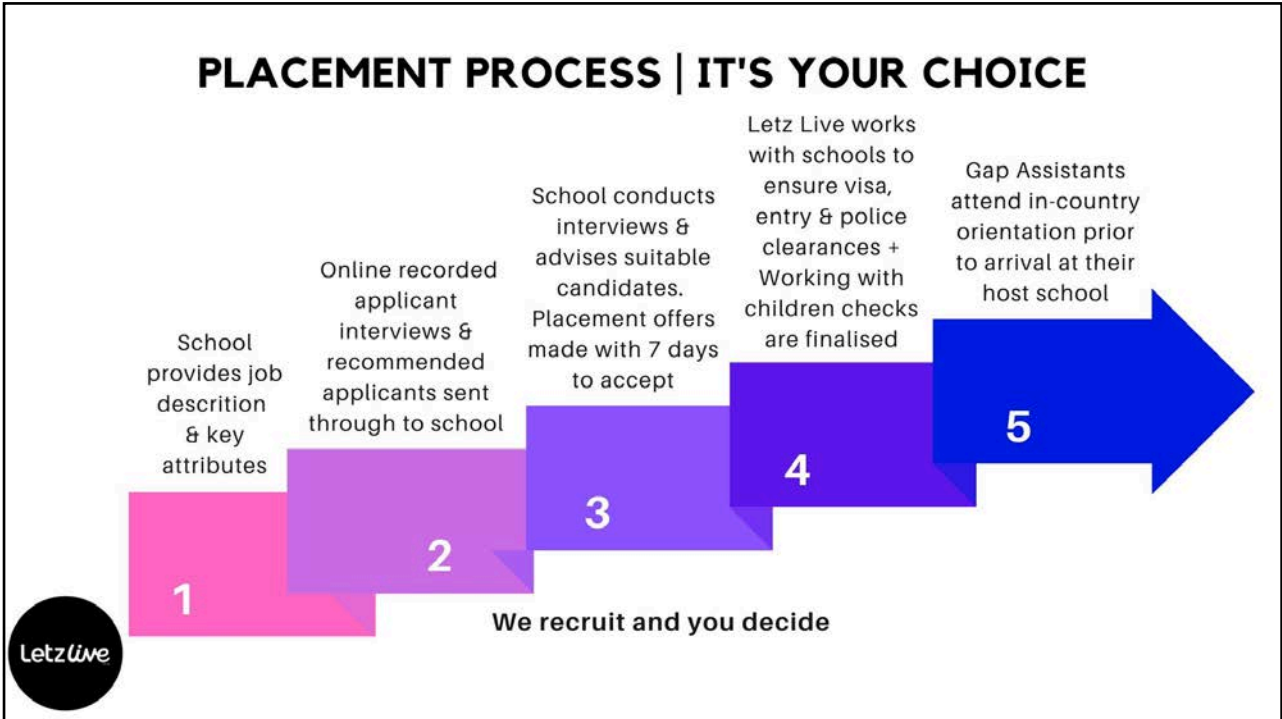 PLACEMENT PROCESS | IT'S YOUR CHOICE
School
provides job
descrition
& key
attributes
1
Online recorded
applicant
interviews &
recommended
applicants sent
through to school
2
School conducts
interviews &
advises suitable
candidates.
Placement offers
made with 7 days
to accept
3
Letz Live works
with schools to
ensure visa,
entry & police
clearances +
Working with
children checks
are finalised
4
Gap Assistants
attend in-country
orientation prior
to arrival at their
host school
5
We recruit and you decide
Letzlive